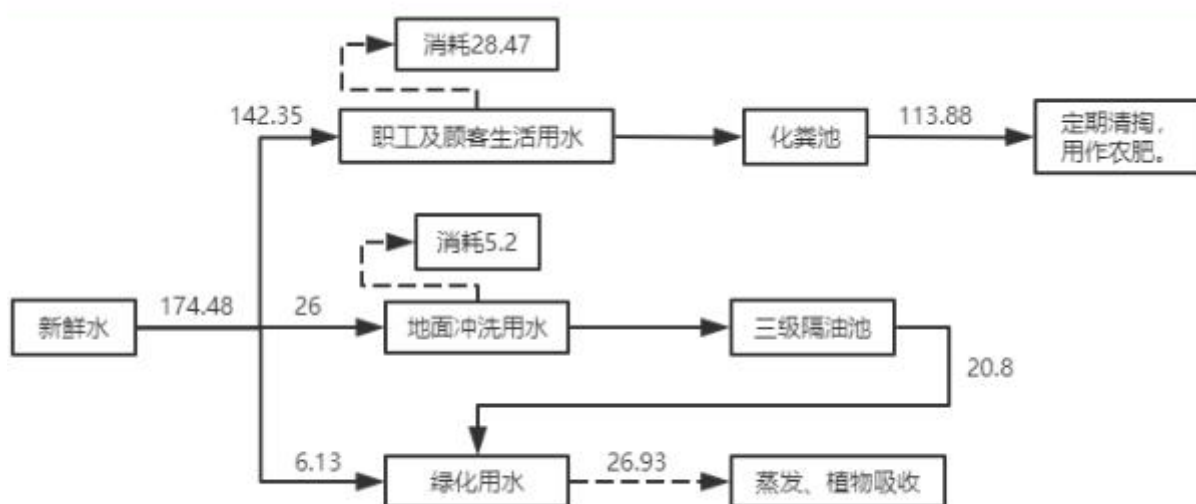 消耗28.47
142.35
职工及顾客生活用水
化粪池
113.88
定期清掏,
用作农肥。
消耗5.2
新鲜水
174.48
26
地面冲洗用水
三级隔油池
20.8
6.13
绿化用水
26.93
蒸发、植物吸收